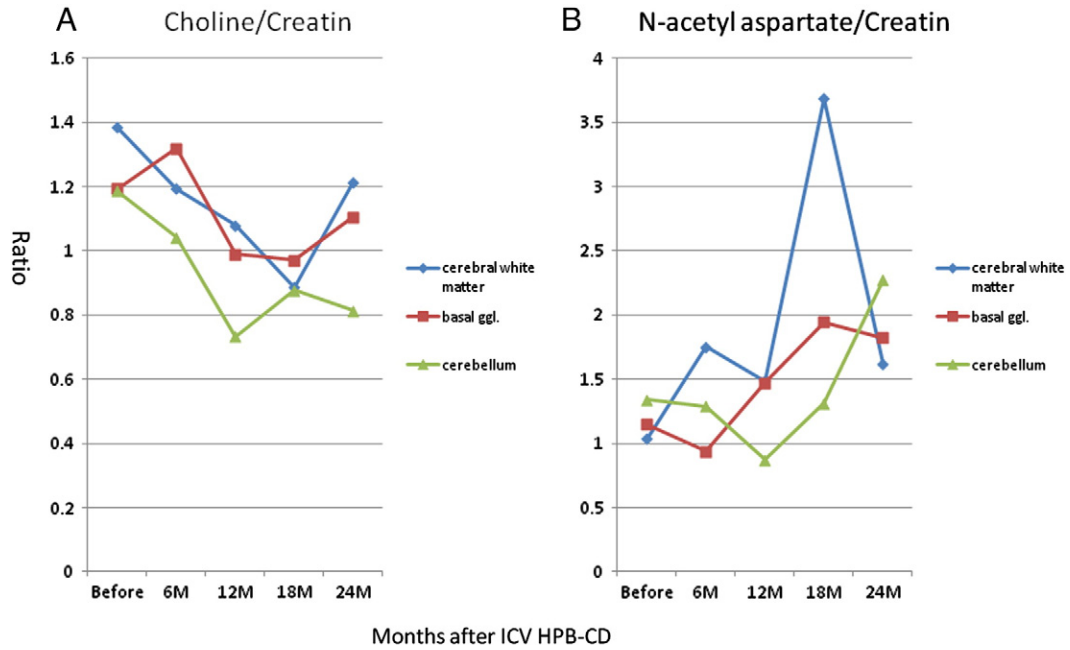 A
Choline/Creatin
1.6
1.4
1.2
1
0.8
0.6
0.4
0.2
0
Ratio
Before 6M 12M 18M 24M
cerebral white
matter
basal ggl.
cerebellum
B
N-acetyl aspartate/Creatin
4
3.5
3
2.5
2
1.5
1
0.5
0
Before 6M 12M 18M 24M
cerebral white
matter
basal ggl.
cerebellum
Months after ICV HPB-CD